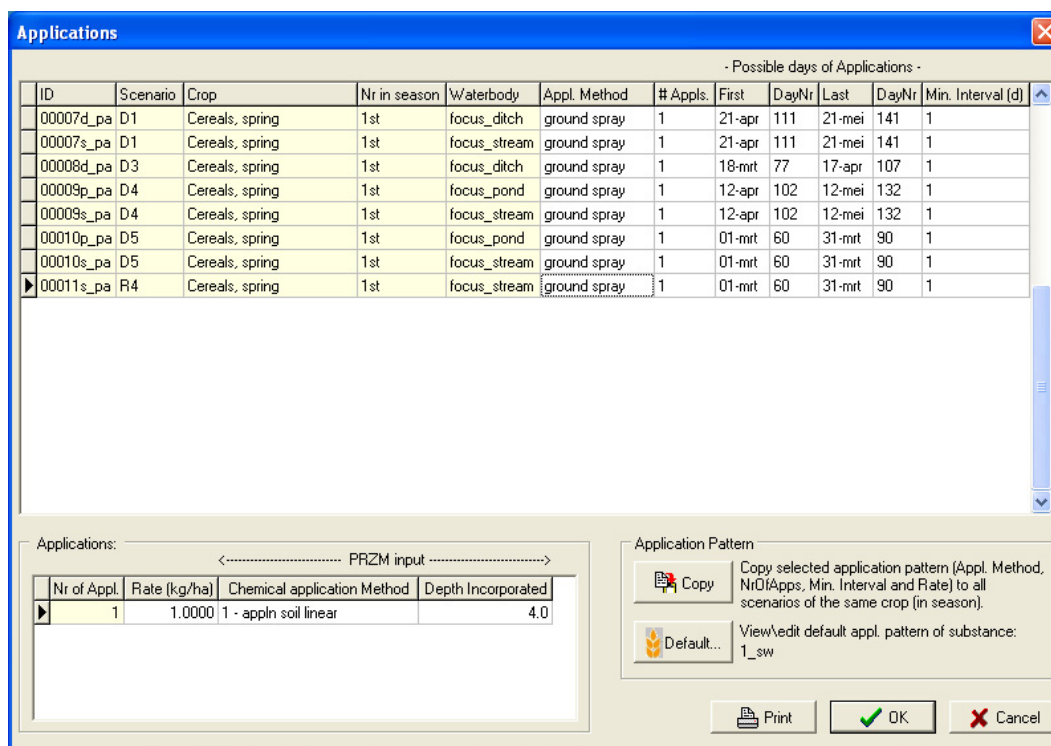 Applications
- Possible days of Applications -
ID Scenario Crop Nr in season Waterbody Appl. Method # Appls. First DayNr Last DayNr Min. Interval (d)
00007d_pa D1 Cereals, spring 1st focus_ditch ground spray 1 21-apr 111 21-mei 141 1
00007s_pa D1 Cereals, spring 1st focus_stream ground spray 1 21-apr 111 21-mei 141 1
00008d_pa D3 Cereals, spring 1st focus_ditch ground spray 1 18-mrt 77 17-apr 107 1
00009p_pa D4 Cereals, spring 1st focus_pond ground spray 1 12-apr 102 12-mei 132 1
00009s_pa D4 Cereals, spring 1st focus_stream ground spray 1 12-apr 102 12-mei 132 1
00010p_pa D5 Cereals, spring 1st focus_pond ground spray 1 01-mrt 60 31-mrt 90 1
00010s_pa D5 Cereals, spring 1st focus_stream ground spray 1 01-mrt 60 31-mrt 90 1
00011s_pa R4 Cereals, spring 1st focus_stream ground spray 1 01-mrt 60 31-mrt 90 1
Applications:
<--------------------------- PRZM input --------------------------->
Nr of Appl. Rate (kg/ha) Chemical application Method Depth Incorporated
1 1.0000 1 - appln soil linear 4.0
Application Pattern
Copy
Copy selected application pattern (Appl. Method,
NrOfApps, Min. Interval and Rate) to all
scenarios of the same crop (in season).
Default...
View\edit default appl. pattern of substance:
1_sw
Print OK Cancel